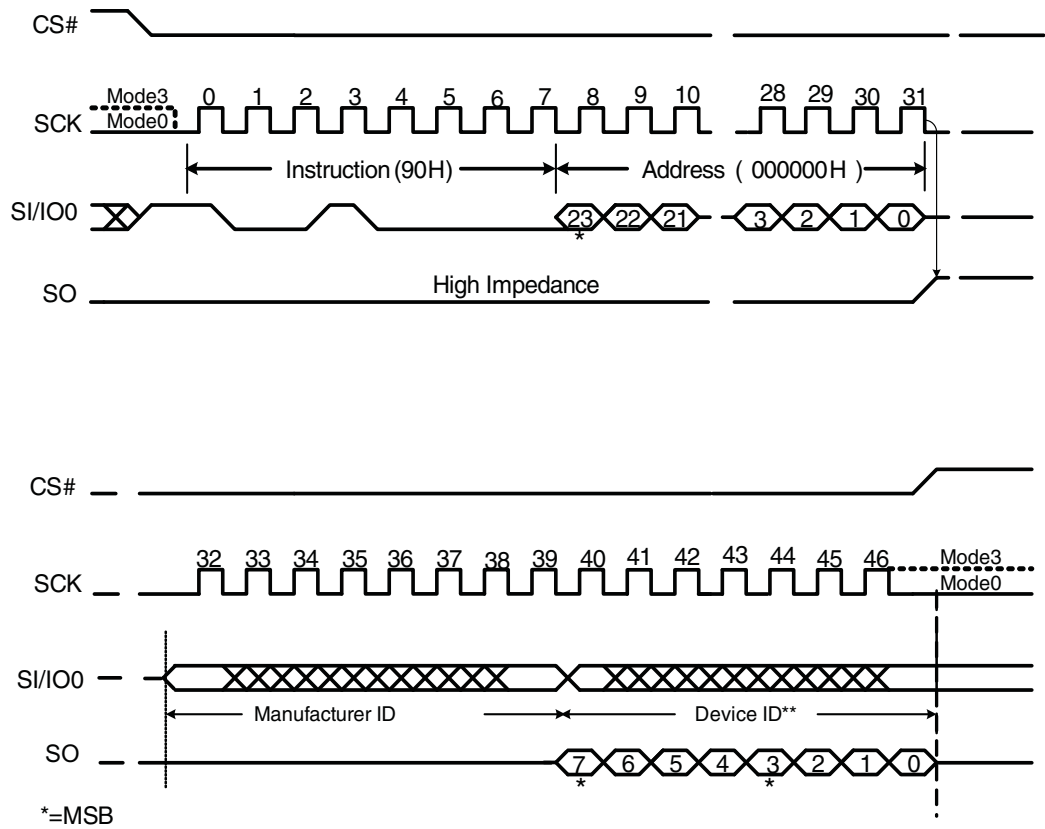 CS#
Mode3
SCK
Mode0
0 1 2 3 4 5 6 7 8 9 10 28 29 30 31
Instruction (90H)
Address ( 000000H )
SI/IO0
23 22 21 3 2 1 0
*
SO
High Impedance
CS#
SCK
32 33 34 35 36 37 38 39 40 41 42 43 44 45 46
Mode3
Mode0
SI/IO0
Manufacturer ID
Device ID**
SO
7 6 5 4 3 2 1 0
* *
*=MSB